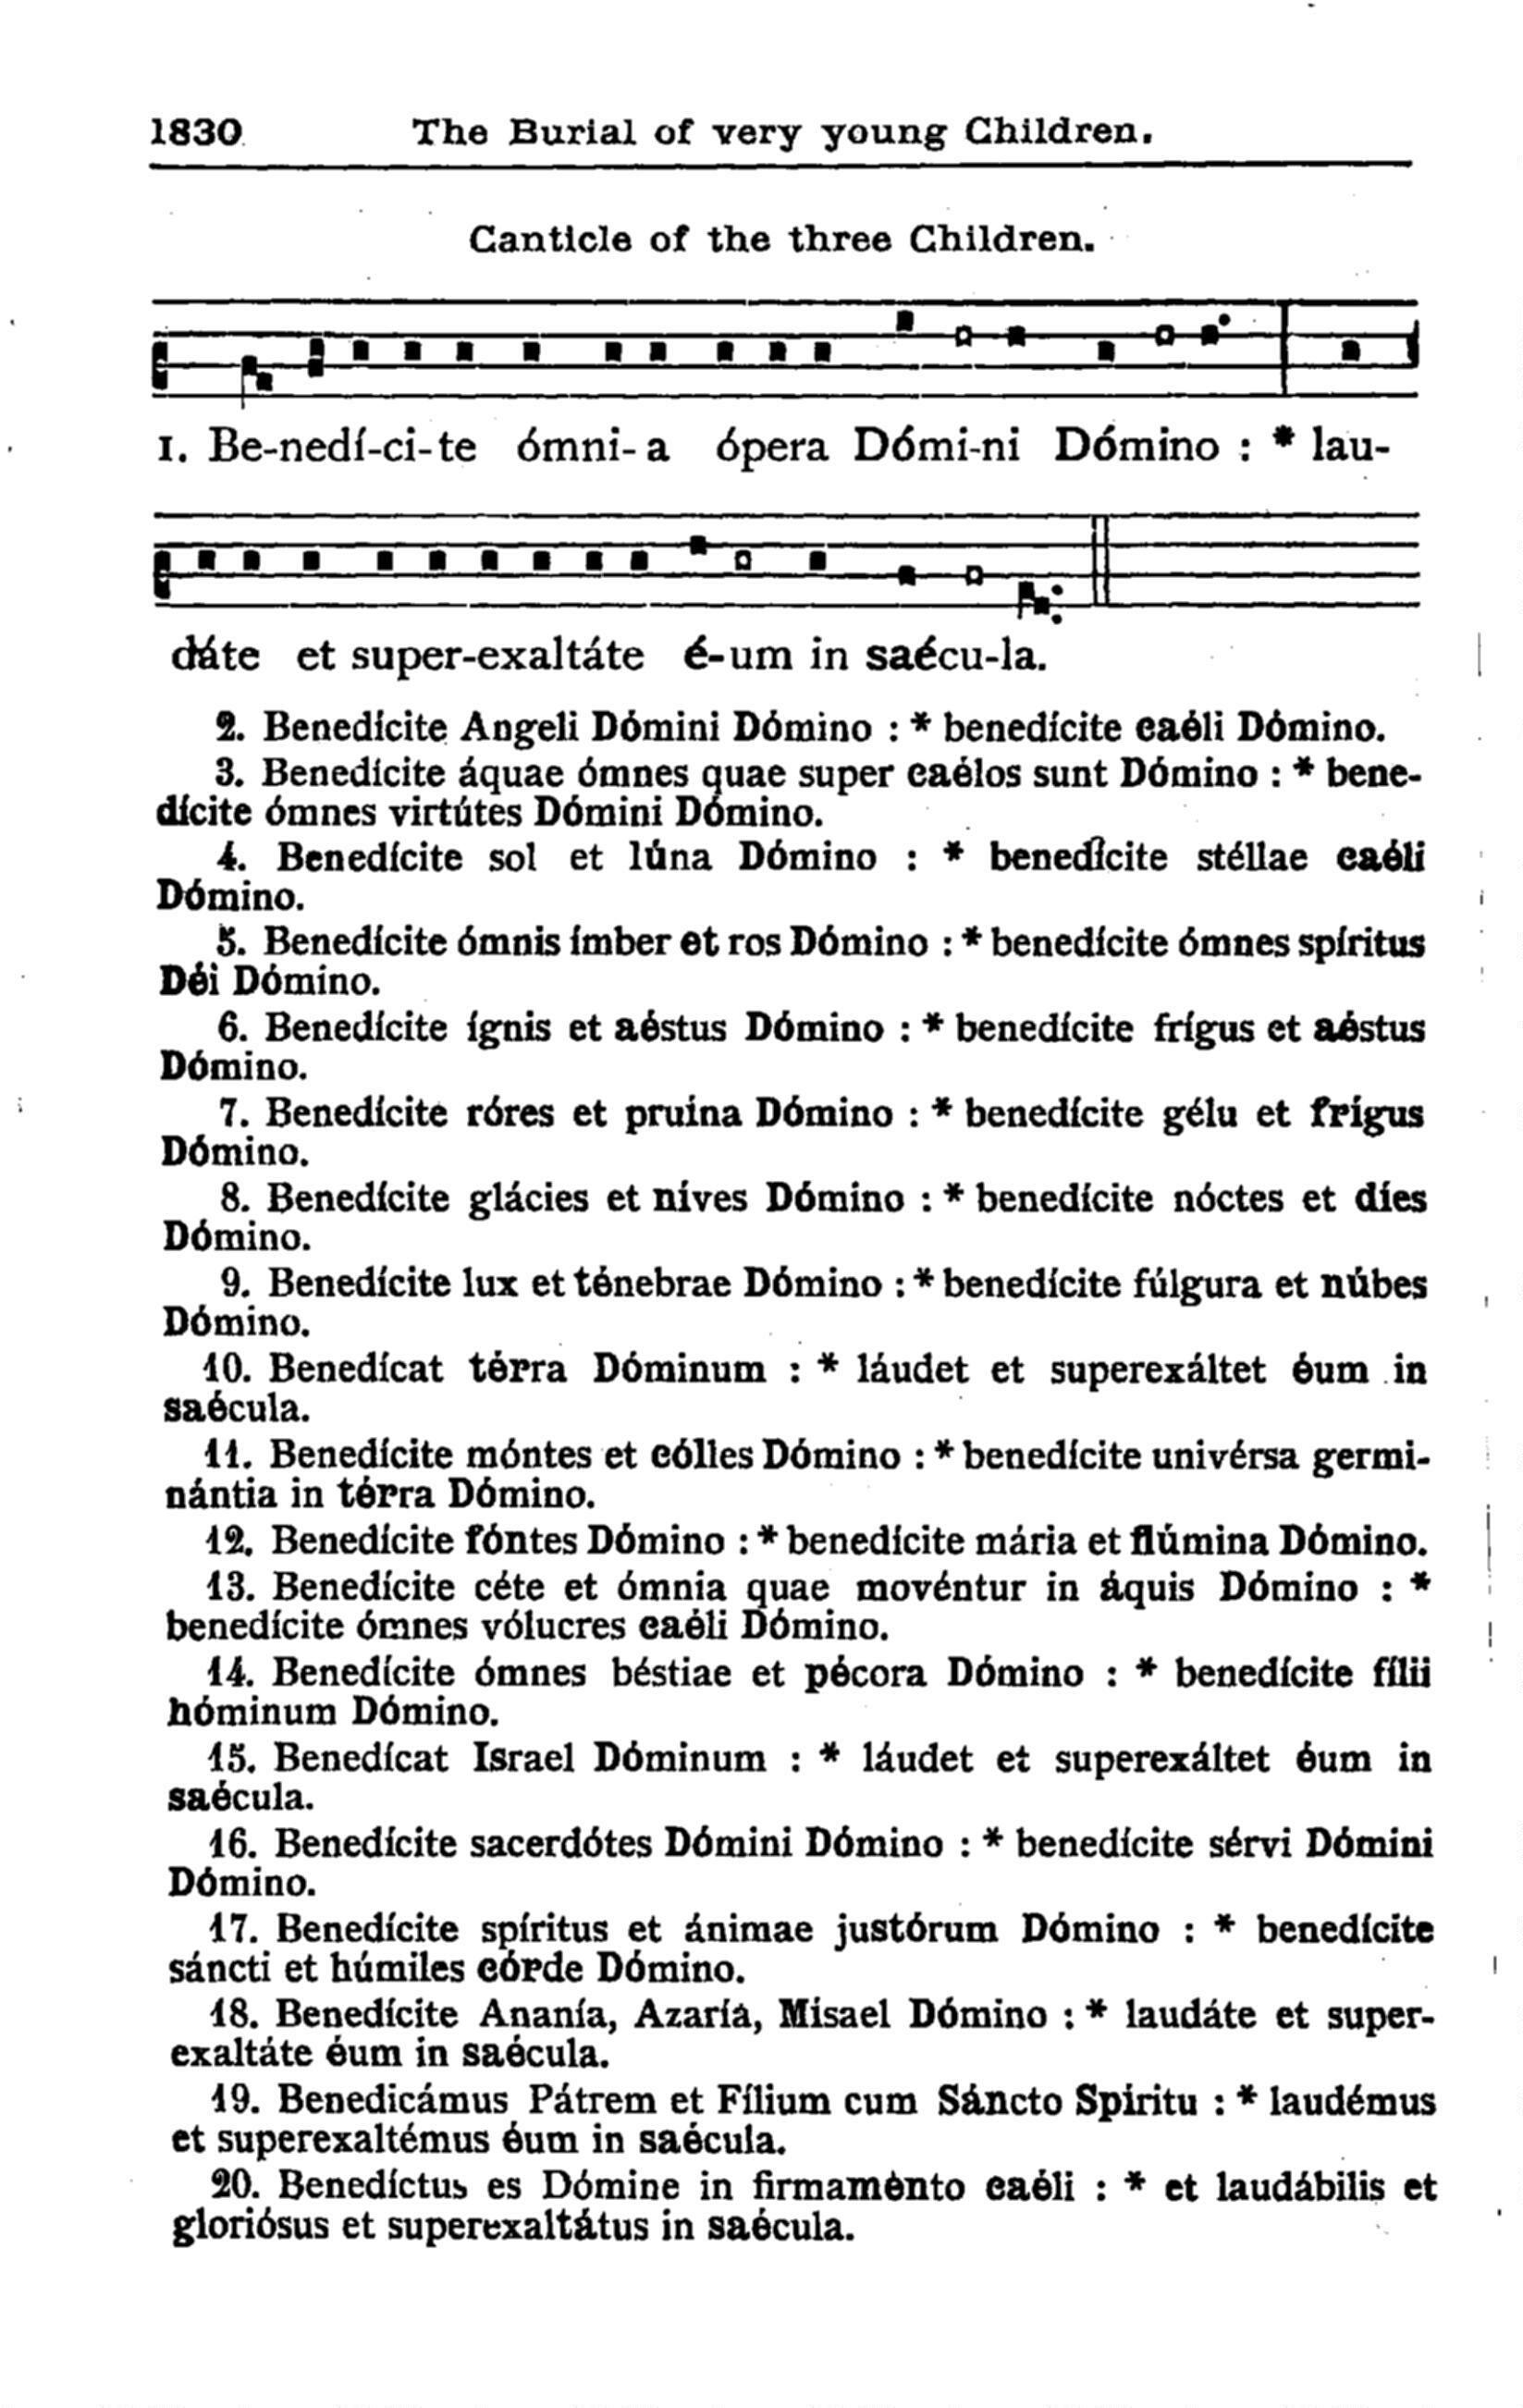 1830 The Burial of very young Children.
Canticle of the three Children.
1. Be-nedí-ci-te ómni-a ópera Dómi-ni Dómino : * lau-
dáte et super-exaltáte é-um in saécu-la.
2. Benedícite Angeli Dómini Dómino : * benedícite caéli Dómino.
3. Benedícite áquae ómnes quae super caélos sunt Dómino : * bene-
dícite ómnes virtútes Dómini Dómino.
4. Benedícite sol et lúna Dómino : * benedícite stéllae caéli
Dómino.
5. Benedícite ómnis ímber et ros Dómino : * benedícite ómnes spíritus
Déi Dómino.
6. Benedícite ígnis et aéstus Dómino : * benedícite frígus et aéstus
Dómino.
7. Benedícite róres et pruína Dómino : * benedícite gélu et frígus
Dómino.
8. Benedícite glácies et níves Dómino : * benedícite nóctes et díes
Dómino.
9. Benedícite lux et ténebrae Dómino : * benedícite fúlgura et núbes
Dómino.
10. Benedícat térra Dóminum : * láudet et superexáltet éum in
saécula.
11. Benedícite móntes et cólles Dómino : * benedícite univérsa germi-
nántia in térra Dómino.
12. Benedícite fóntes Dómino : * benedícite mária et flúmina Dómino.
13. Benedícite céte et ómnia quae movéntur in áquis Dómino : *
benedícite ómnes vólucres caéli Dómino.
14. Benedícite ómnes béstiae et pécora Dómino : * benedícite fílii
hóminum Dómino.
15. Benedícat Israel Dóminum : * láudet et superexáltet éum in
saécula.
16. Benedícite sacerdótes Dómini Dómino : * benedícite sérvi Dómini
Dómino.
17. Benedícite spíritus et ánimae justórum Dómino : * benedícite
sáncti et húmiles córde Dómino.
18. Benedícite Ananía, Azaría, Mísael Dómino : * laudáte et super-
exaltáte éum in saécula.
19. Benedicámus Pátrem et Fílium cum Sáncto Spíritu : * laudémus
et superexaltémus éum in saécula.
20. Benedíctus es Dómine in firmaménto caéli : * et laudábilis et
gloriósus et superexaltátus in saécula.